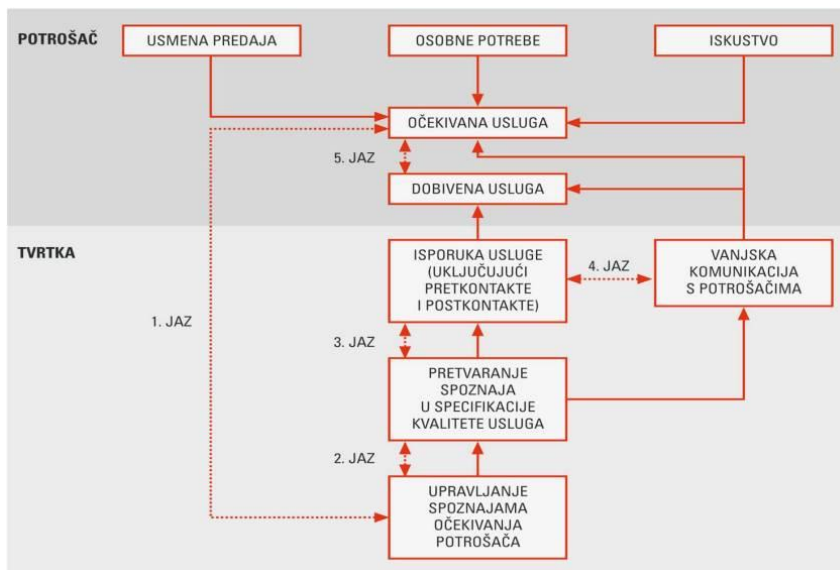 POTROŠAČ
USMENA PREDAJA
OSOBNE POTREBE
ISKUSTVO
OČEKIVANA USLUGA
5. JAZ
DOBIVENA USLUGA
TVRTKA
ISPORUKA USLUGE
(UKLJUČUJUĆI
PRETKONTAKTE
I POSTKONTAKTE)
4. JAZ
VANJSKA
KOMUNIKACIJA
S POTROŠAČIMA
1. JAZ
3. JAZ
PRETVARANJE
SPOZNAJA
U SPECIFIKACIJE
KVALITETE USLUGA
2. JAZ
UPRAVLJANJE
SPOZNAJAMA
OČEKIVANJA
POTROŠAČA